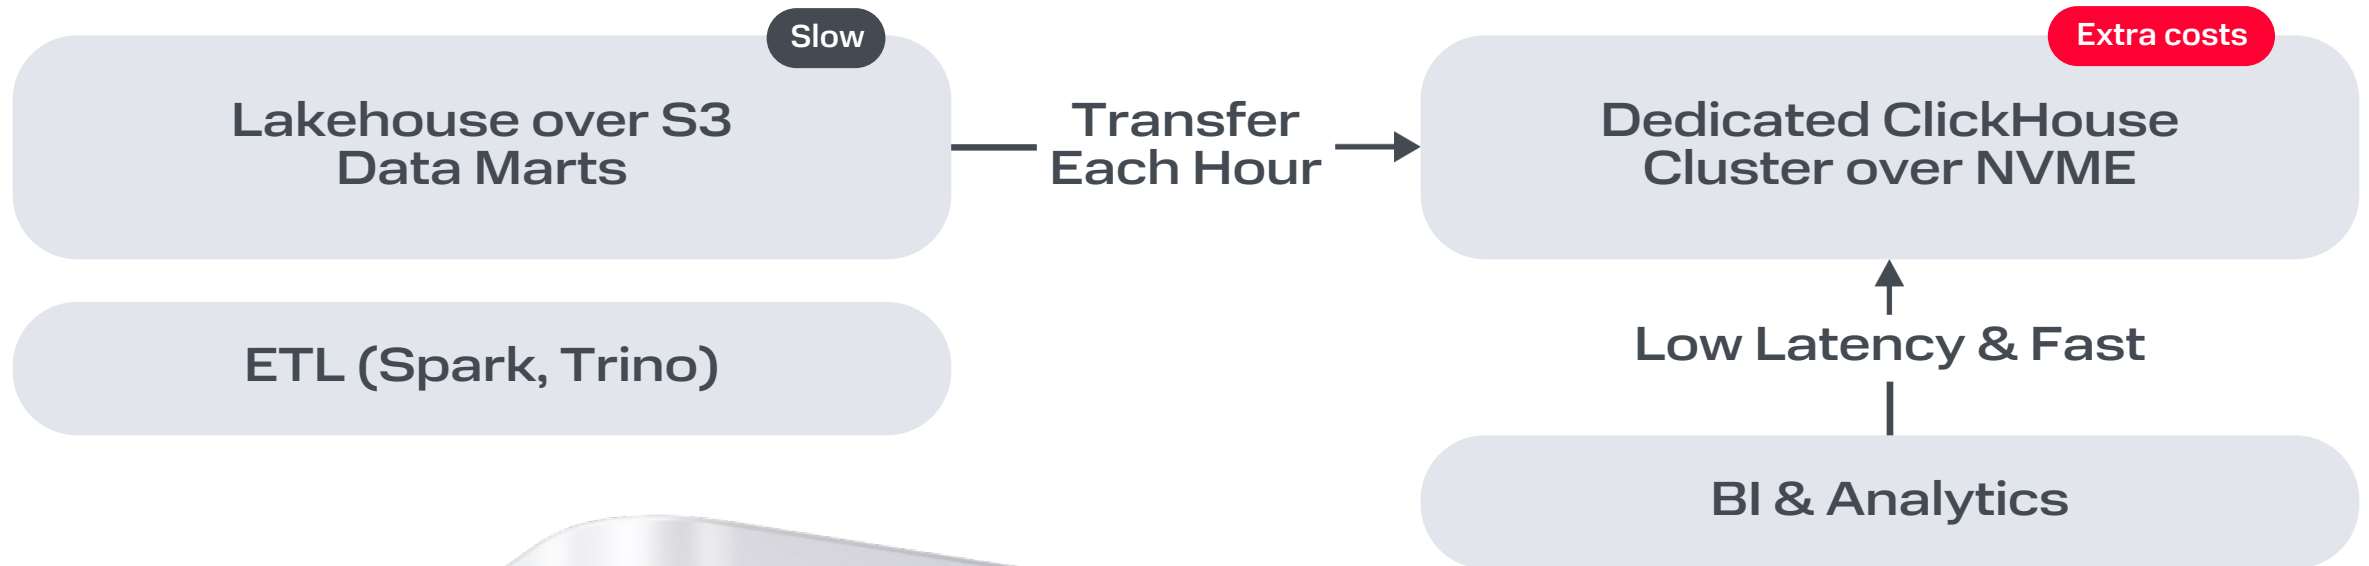 Slow
Lakehouse over S3
Data Marts
Transfer
Each Hour
Extra costs
Dedicated ClickHouse
Cluster over NVME
ETL (Spark, Trino)
Low Latency & Fast
BI & Analytics